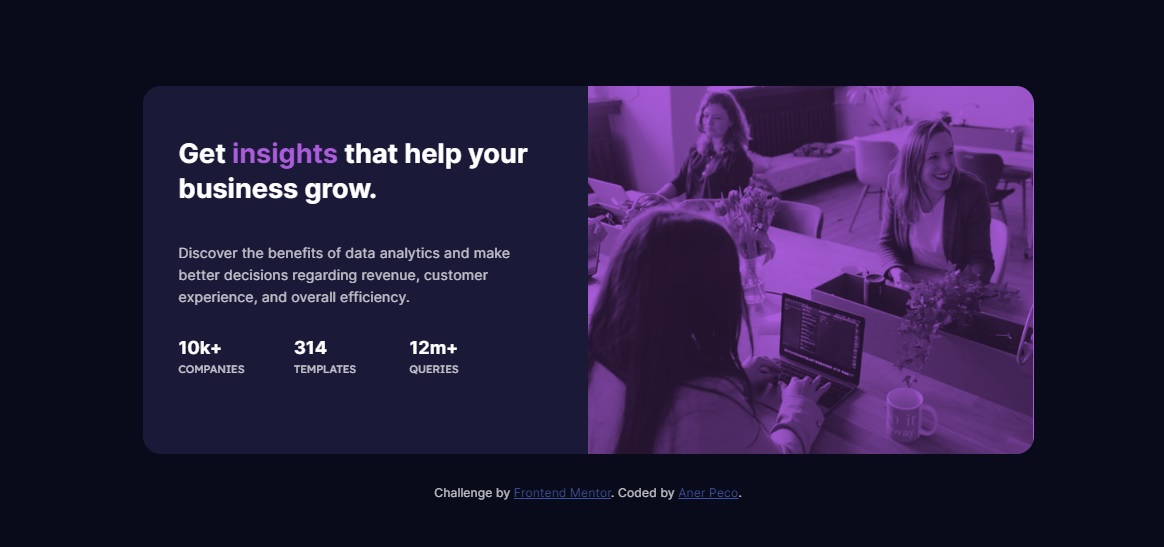 Get insights that help your
business grow.
Discover the benefits of data analytics and make
better decisions regarding revenue, customer
experience, and overall efficiency.
10k+ 314 12m+
COMPANIES TEMPLATES QUERIES
Challenge by Frontend Mentor. Coded by Aner Peco.